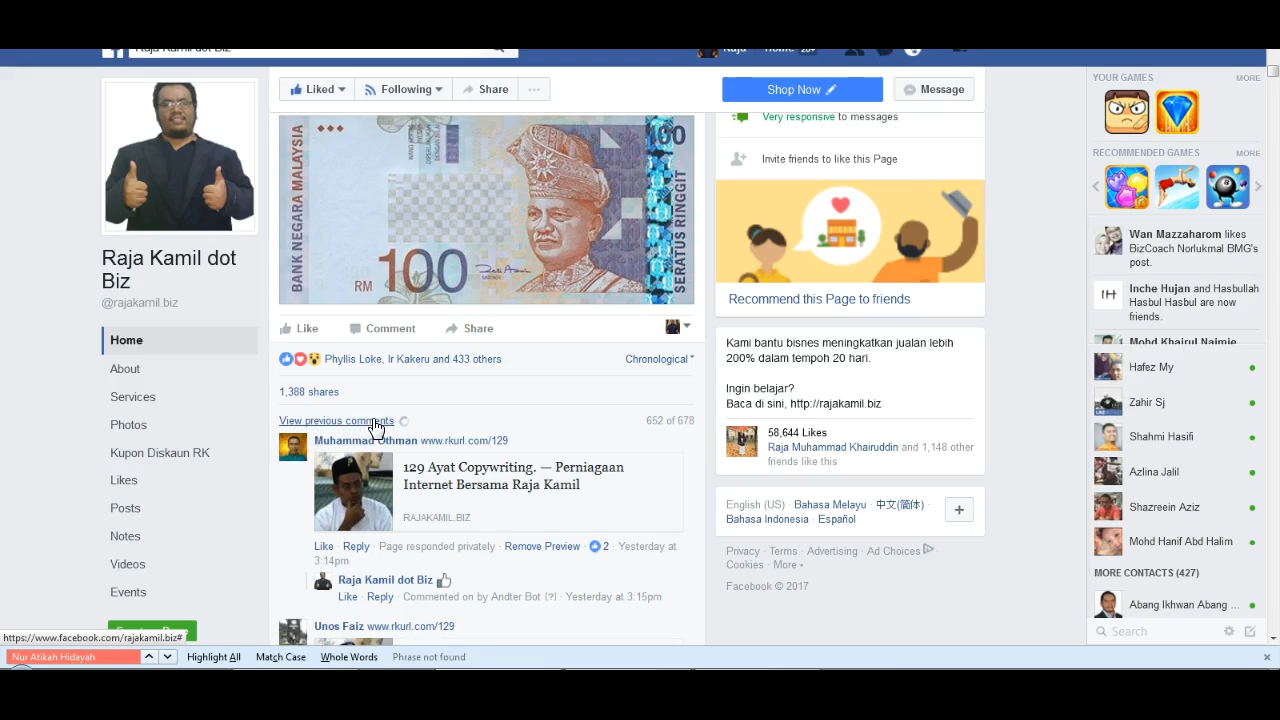 Raja Kamil dot Biz
Raja
Home 20+
Liked
Following
Share
Shop Now
Message
Raja Kamil dot
Biz
@rajakamil.biz
Home
About
Services
Photos
Kupon Diskaun RK
Likes
Posts
Notes
Videos
Events
BANK NEGARA MALAYSIA
RM 100
100
SERATUS RINGGIT
Like Comment Share
Phyllis Loke, Ir Kakeru and 433 others
Chronological
1,388 shares
View previous comments
652 of 678
Muhammad Othman www.rkurl.com/129
129 Ayat Copywriting. — Perniagaan
Internet Bersama Raja Kamil
RAJAKAMIL.BIZ
Like · Reply · Page responded privately · Remove Preview · 2 · Yesterday at
3:14pm
Raja Kamil dot Biz
Like · Reply · Commented on by Andter Bot [?] · Yesterday at 3:15pm
Unos Faiz www.rkurl.com/129
Very responsive to messages
Invite friends to like this Page
Recommend this Page to friends
Kami bantu bisnes meningkatkan jualan lebih
200% dalam tempoh 20 hari.
Ingin belajar?
Baca di sini, http://rajakamil.biz
58,644 Likes
Raja Muhammad Khairuddin and 1,148 other
friends like this
English (US) · Bahasa Melayu · 中文(简体) ·
Bahasa Indonesia · Español
Privacy · Terms · Advertising · Ad Choices
Cookies · More
Facebook © 2017
YOUR GAMES MORE
RECOMMENDED GAMES MORE
Wan Mazzaharom likes
BizCoach Norlukmal BMG's
post.
Inche Hujan and Hasbullah
Hasbul Hasbul are now
friends.
Mohd Khairul Naimie
Hafez My
Zahir Sj
Shahmi Hasifi
Azlina Jalil
Shazreein Aziz
Mohd Hanif Abd Halim
MORE CONTACTS (427)
Abang Ikhwan Abang ...
Search
https://www.facebook.com/rajakamil.biz#
Nur Atikah Hidayah
Highlight All Match Case Whole Words Phrase not found